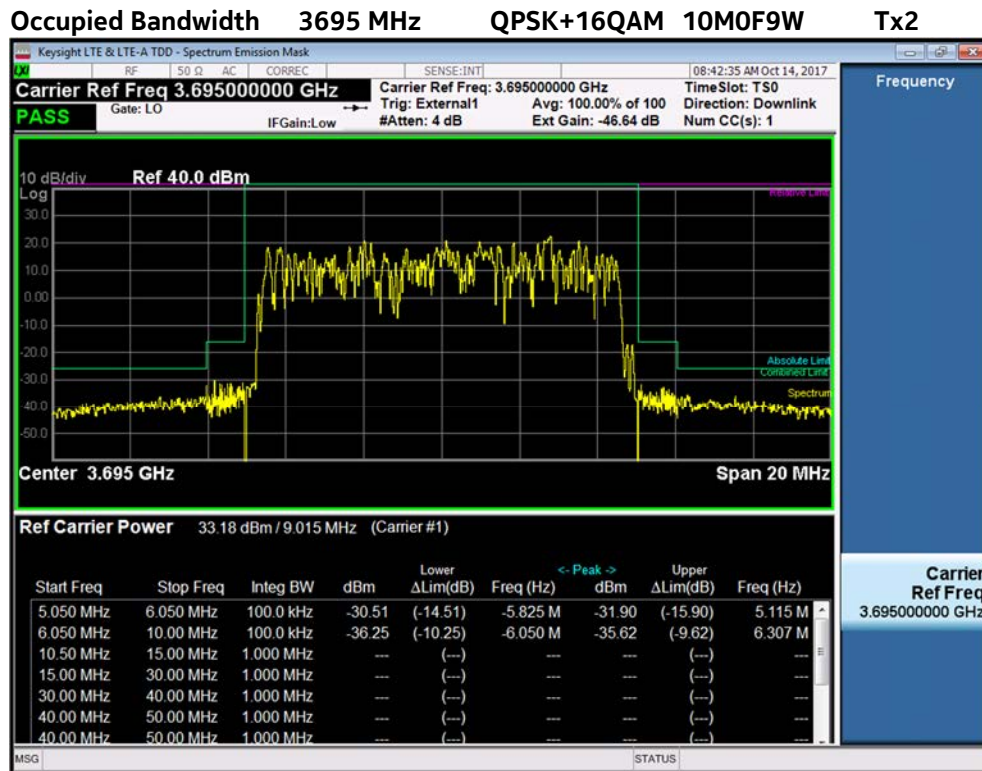 Occupied Bandwidth 3695 MHz QPSK+16QAM 10M0F9W Tx2
Keysight LTE & LTE-A TDD - Spectrum Emission Mask
RF 50 Ω AC CORREC SENSE:INT 08:42:35 AM Oct 14, 2017
Carrier Ref Freq 3.695000000 GHz Carrier Ref Freq: 3.695000000 GHz TimeSlot: TS0
Gate: LO Trig: External1 Avg: 100.00% of 100 Direction: Downlink
PASS IFGain:Low #Atten: 4 dB Ext Gain: -46.64 dB Num CC(s): 1
Frequency
10 dB/div Ref 40.0 dBm
Log
Relative Limit
30.0
20.0
10.0
0.00
-10.0
-20.0
Absolute Limit
Combined Limit
-30.0
Spectrum
-40.0
-50.0
Center 3.695 GHz Span 20 MHz
Ref Carrier Power 33.18 dBm / 9.015 MHz (Carrier #1)
Lower <- Peak -> Upper
Start Freq Stop Freq Integ BW dBm ΔLim(dB) Freq (Hz) dBm ΔLim(dB) Freq (Hz)
5.050 MHz 6.050 MHz 100.0 kHz -30.51 (-14.51) -5.825 M -31.90 (-15.90) 5.115 M
6.050 MHz 10.00 MHz 100.0 kHz -36.25 (-10.25) -6.050 M -35.62 (-9.62) 6.307 M
10.50 MHz 15.00 MHz 1.000 MHz --- (---) --- --- (---) ---
15.00 MHz 30.00 MHz 1.000 MHz --- (---) --- --- (---) ---
30.00 MHz 40.00 MHz 1.000 MHz --- (---) --- --- (---) ---
40.00 MHz 50.00 MHz 1.000 MHz --- (---) --- --- (---) ---
40.00 MHz 50.00 MHz 1.000 MHz --- (---) --- --- (---) ---
Carrier
Ref Freq
3.695000000 GHz
MSG STATUS